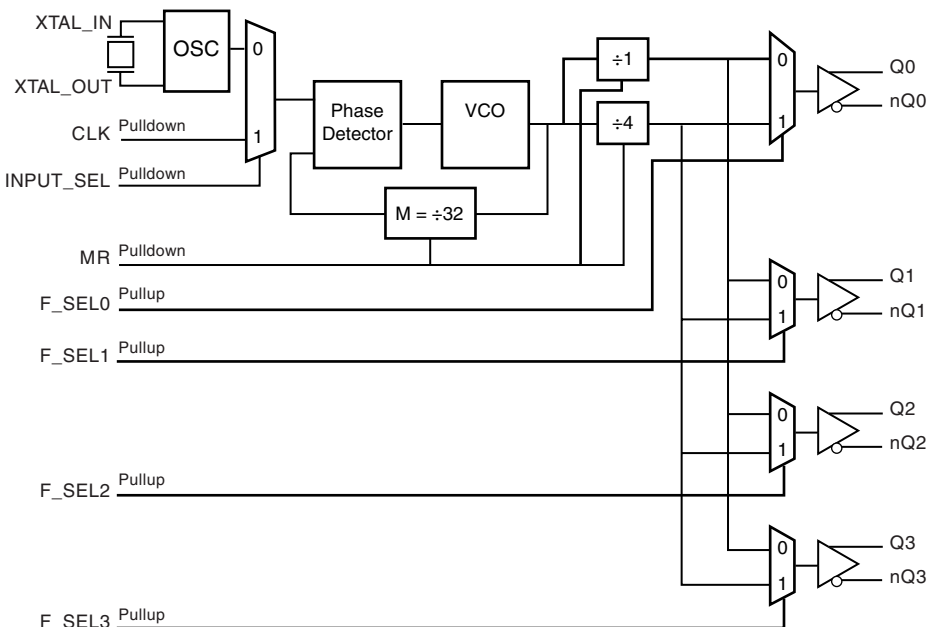 XTAL_IN
OSC
0
XTAL_OUT
CLK Pulldown
1
INPUT_SEL Pulldown
Phase
Detector
VCO
÷1
÷4
M = ÷32
MR Pulldown
F_SEL0 Pullup
F_SEL1 Pullup
F_SEL2 Pullup
F_SEL3 Pullup
0
1
Q0
nQ0
0
1
Q1
nQ1
0
1
Q2
nQ2
0
1
Q3
nQ3